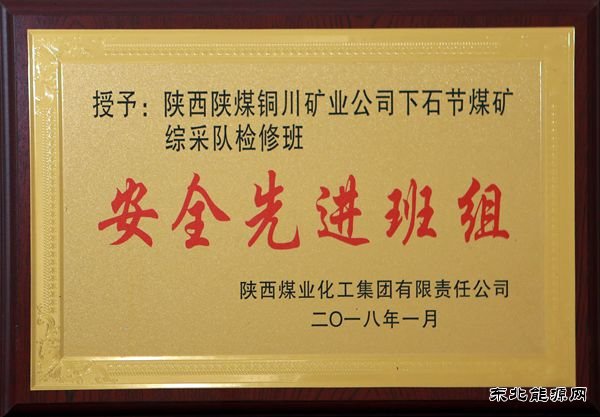 授予：陕西陕煤铜川矿业公司下石节煤矿
综采队检修班
安全先进班组
陕西煤业化工集团有限责任公司
二〇一八年一月
东北能源网